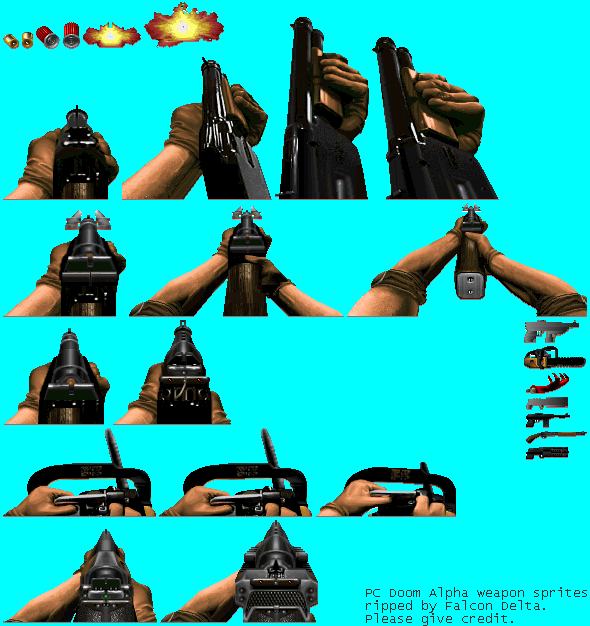 PC Doom Alpha weapon sprites
ripped by Falcon Delta.
Please give credit.